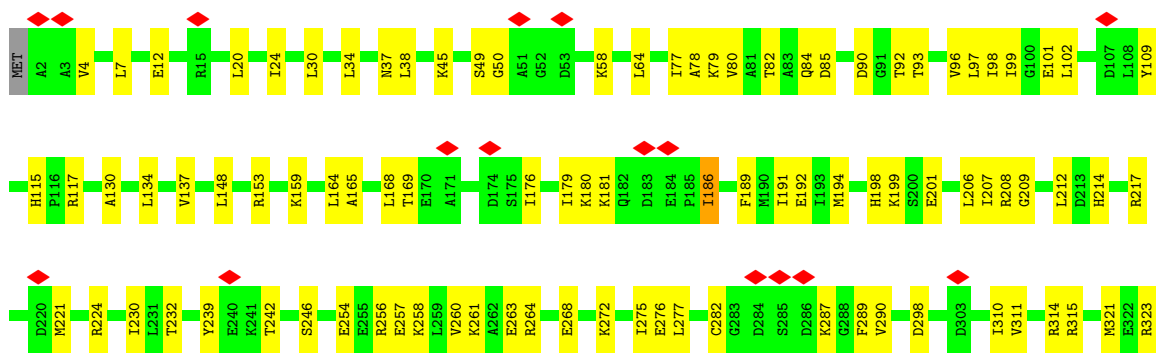 MET A2 A3 V4 L7 E12 R15 L20 I24 L30 L34 N37 L38 K45 S49 G50 A51 G52 D53 K58 L64 I77 A78 K79 V80 A81 T82 A83 Q84 D85 D90 G91 T92 T93 V96 L97 I98 I99 G100 E101 L102 D107 L108 Y109
H115 P116 R117 A130 L134 V137 L148 R153 K159 L164 A165 L168 T169 E170 A171 D174 S175 I176 I179 K180 K181 Q182 D183 E184 P185 I186 F189 M190 I191 E192 I193 M194 H198 K199 S200 E201 L206 I207 R208 G209 L212 D213 H214 R217
D220 M221 R224 I230 L231 T232 Y239 E240 K241 T242 S246 E254 E255 R256 E257 K258 L259 V260 K261 A262 E263 R264 E268 K272 I275 E276 L277 C282 G283 D284 S285 D286 K287 G288 F289 V290 D298 D303 I310 V311 R314 R315 M321 E322 R323